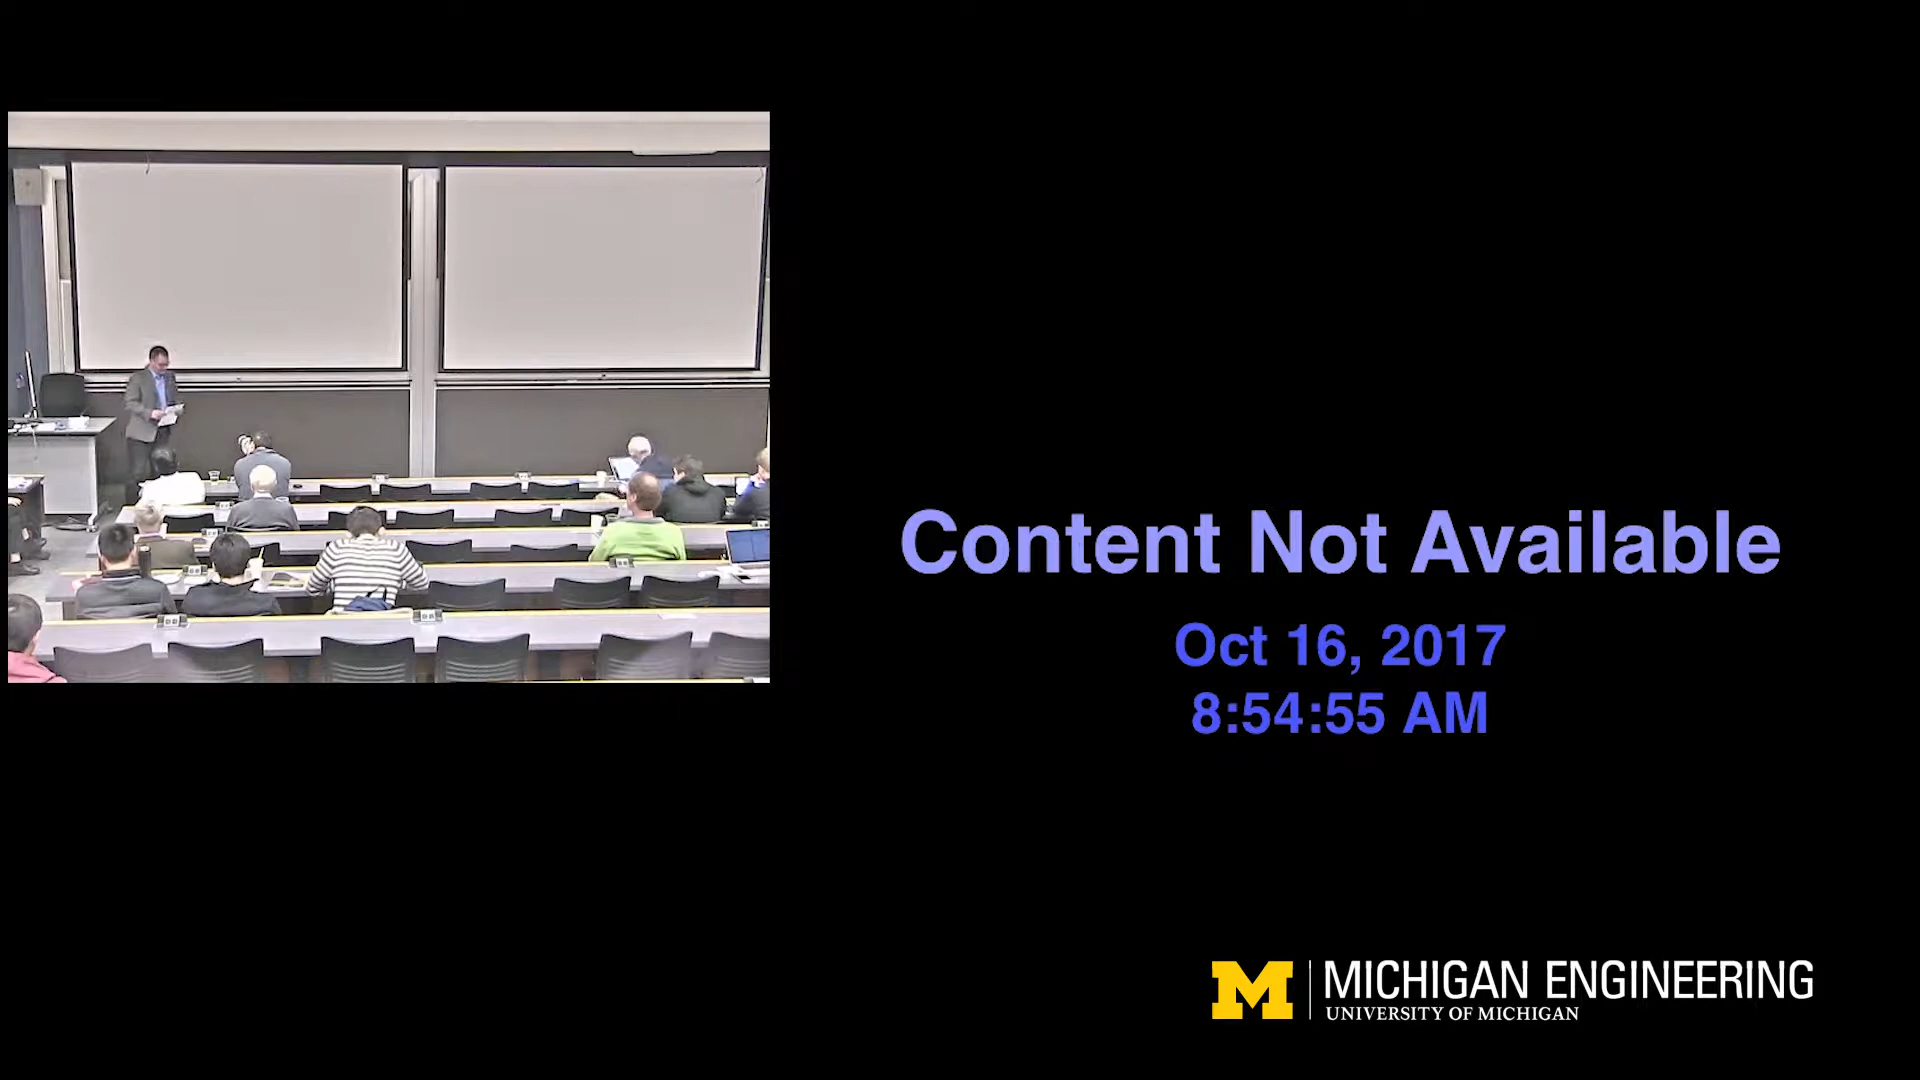 Content Not Available
Oct 16, 2017
8:54:55 AM
M
MICHIGAN ENGINEERING
UNIVERSITY OF MICHIGAN